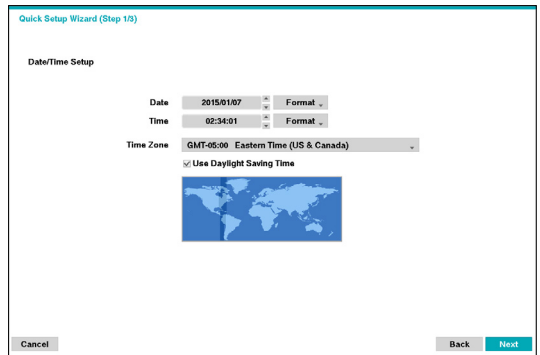 Quick Setup Wizard (Step 1/3)
Date/Time Setup
Date 2015/01/07 Format
Time 02:34:01 Format
Time Zone GMT-05:00 Eastern Time (US & Canada)
Use Daylight Saving Time
Cancel Back Next